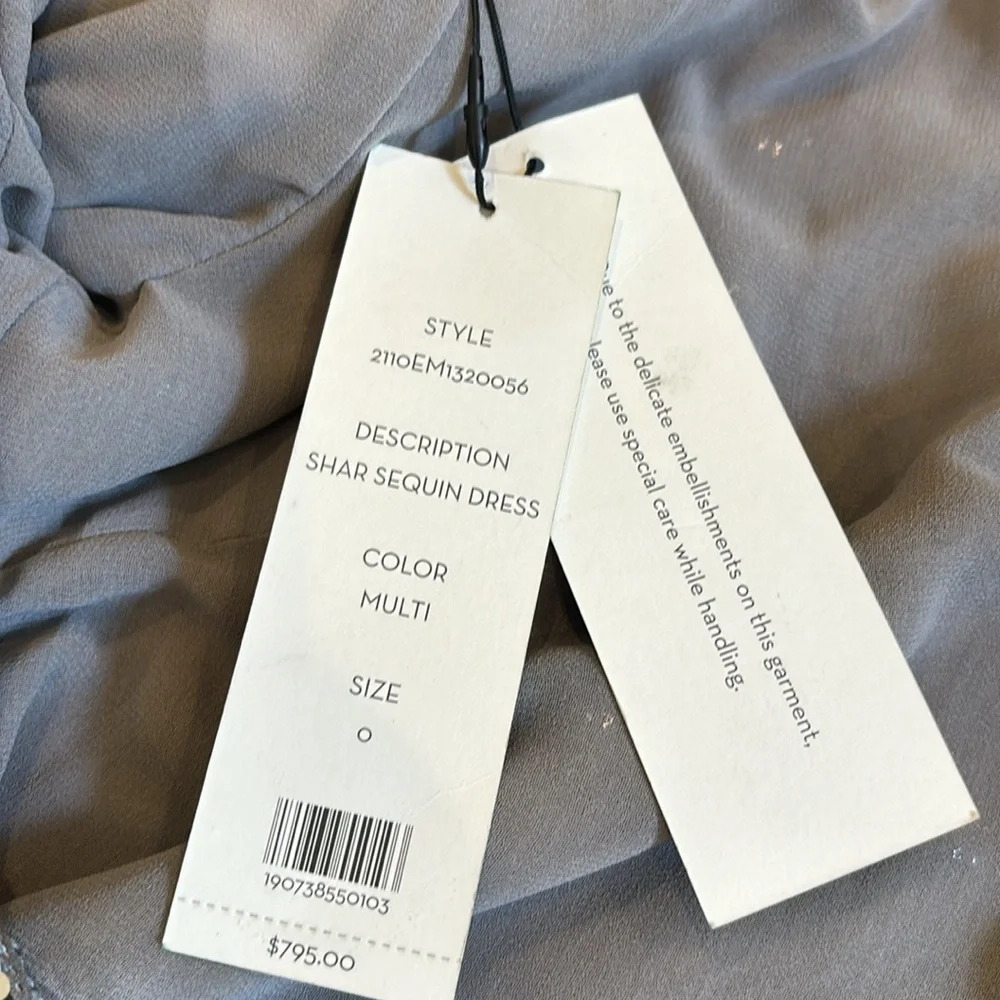 STYLE
2110EM1320056
DESCRIPTION
SHAR SEQUIN DRESS
COLOR
MULTI
SIZE
0
190738550103
$795.00
ue to the delicate embellishments on this garment,
lease use special care while handling.